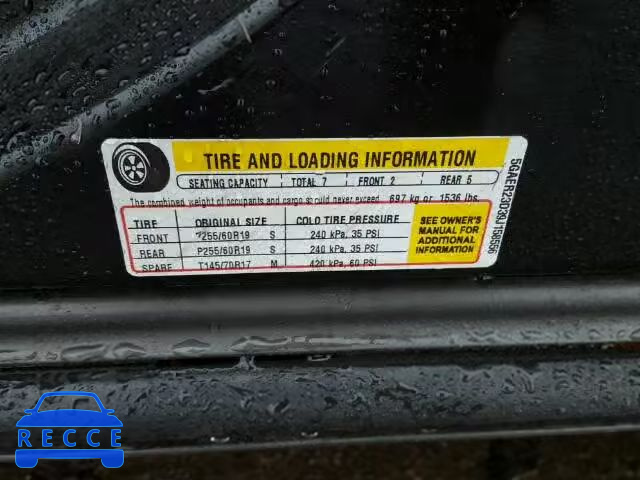 TIRE AND LOADING INFORMATION
SEATING CAPACITY TOTAL 7 FRONT 2 REAR 5
The combined weight of occupants and cargo should never exceed 697 kg or 1536 lbs.
TIRE ORIGINAL SIZE COLD TIRE PRESSURE
FRONT P255/60R19 S 240 kPa, 35 PSI
REAR P255/60R19 S 240 kPa, 35 PSI
SPARE T145/70R17 M 420 kPa, 60 PSI
SEE OWNER'S
MANUAL FOR
ADDITIONAL
INFORMATION
RECCE